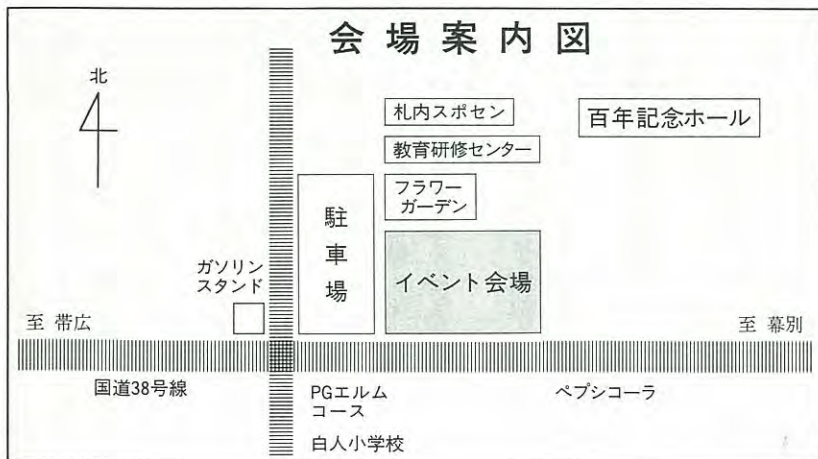 会場案内図
北
札内スポセン
百年記念ホール
教育研修センター
フラワー
ガーデン
駐車場
イベント会場
ガソリン
スタンド
至 帯広
至 幕別
国道38号線
PGエルム
コース
ペプシコーラ
白人小学校